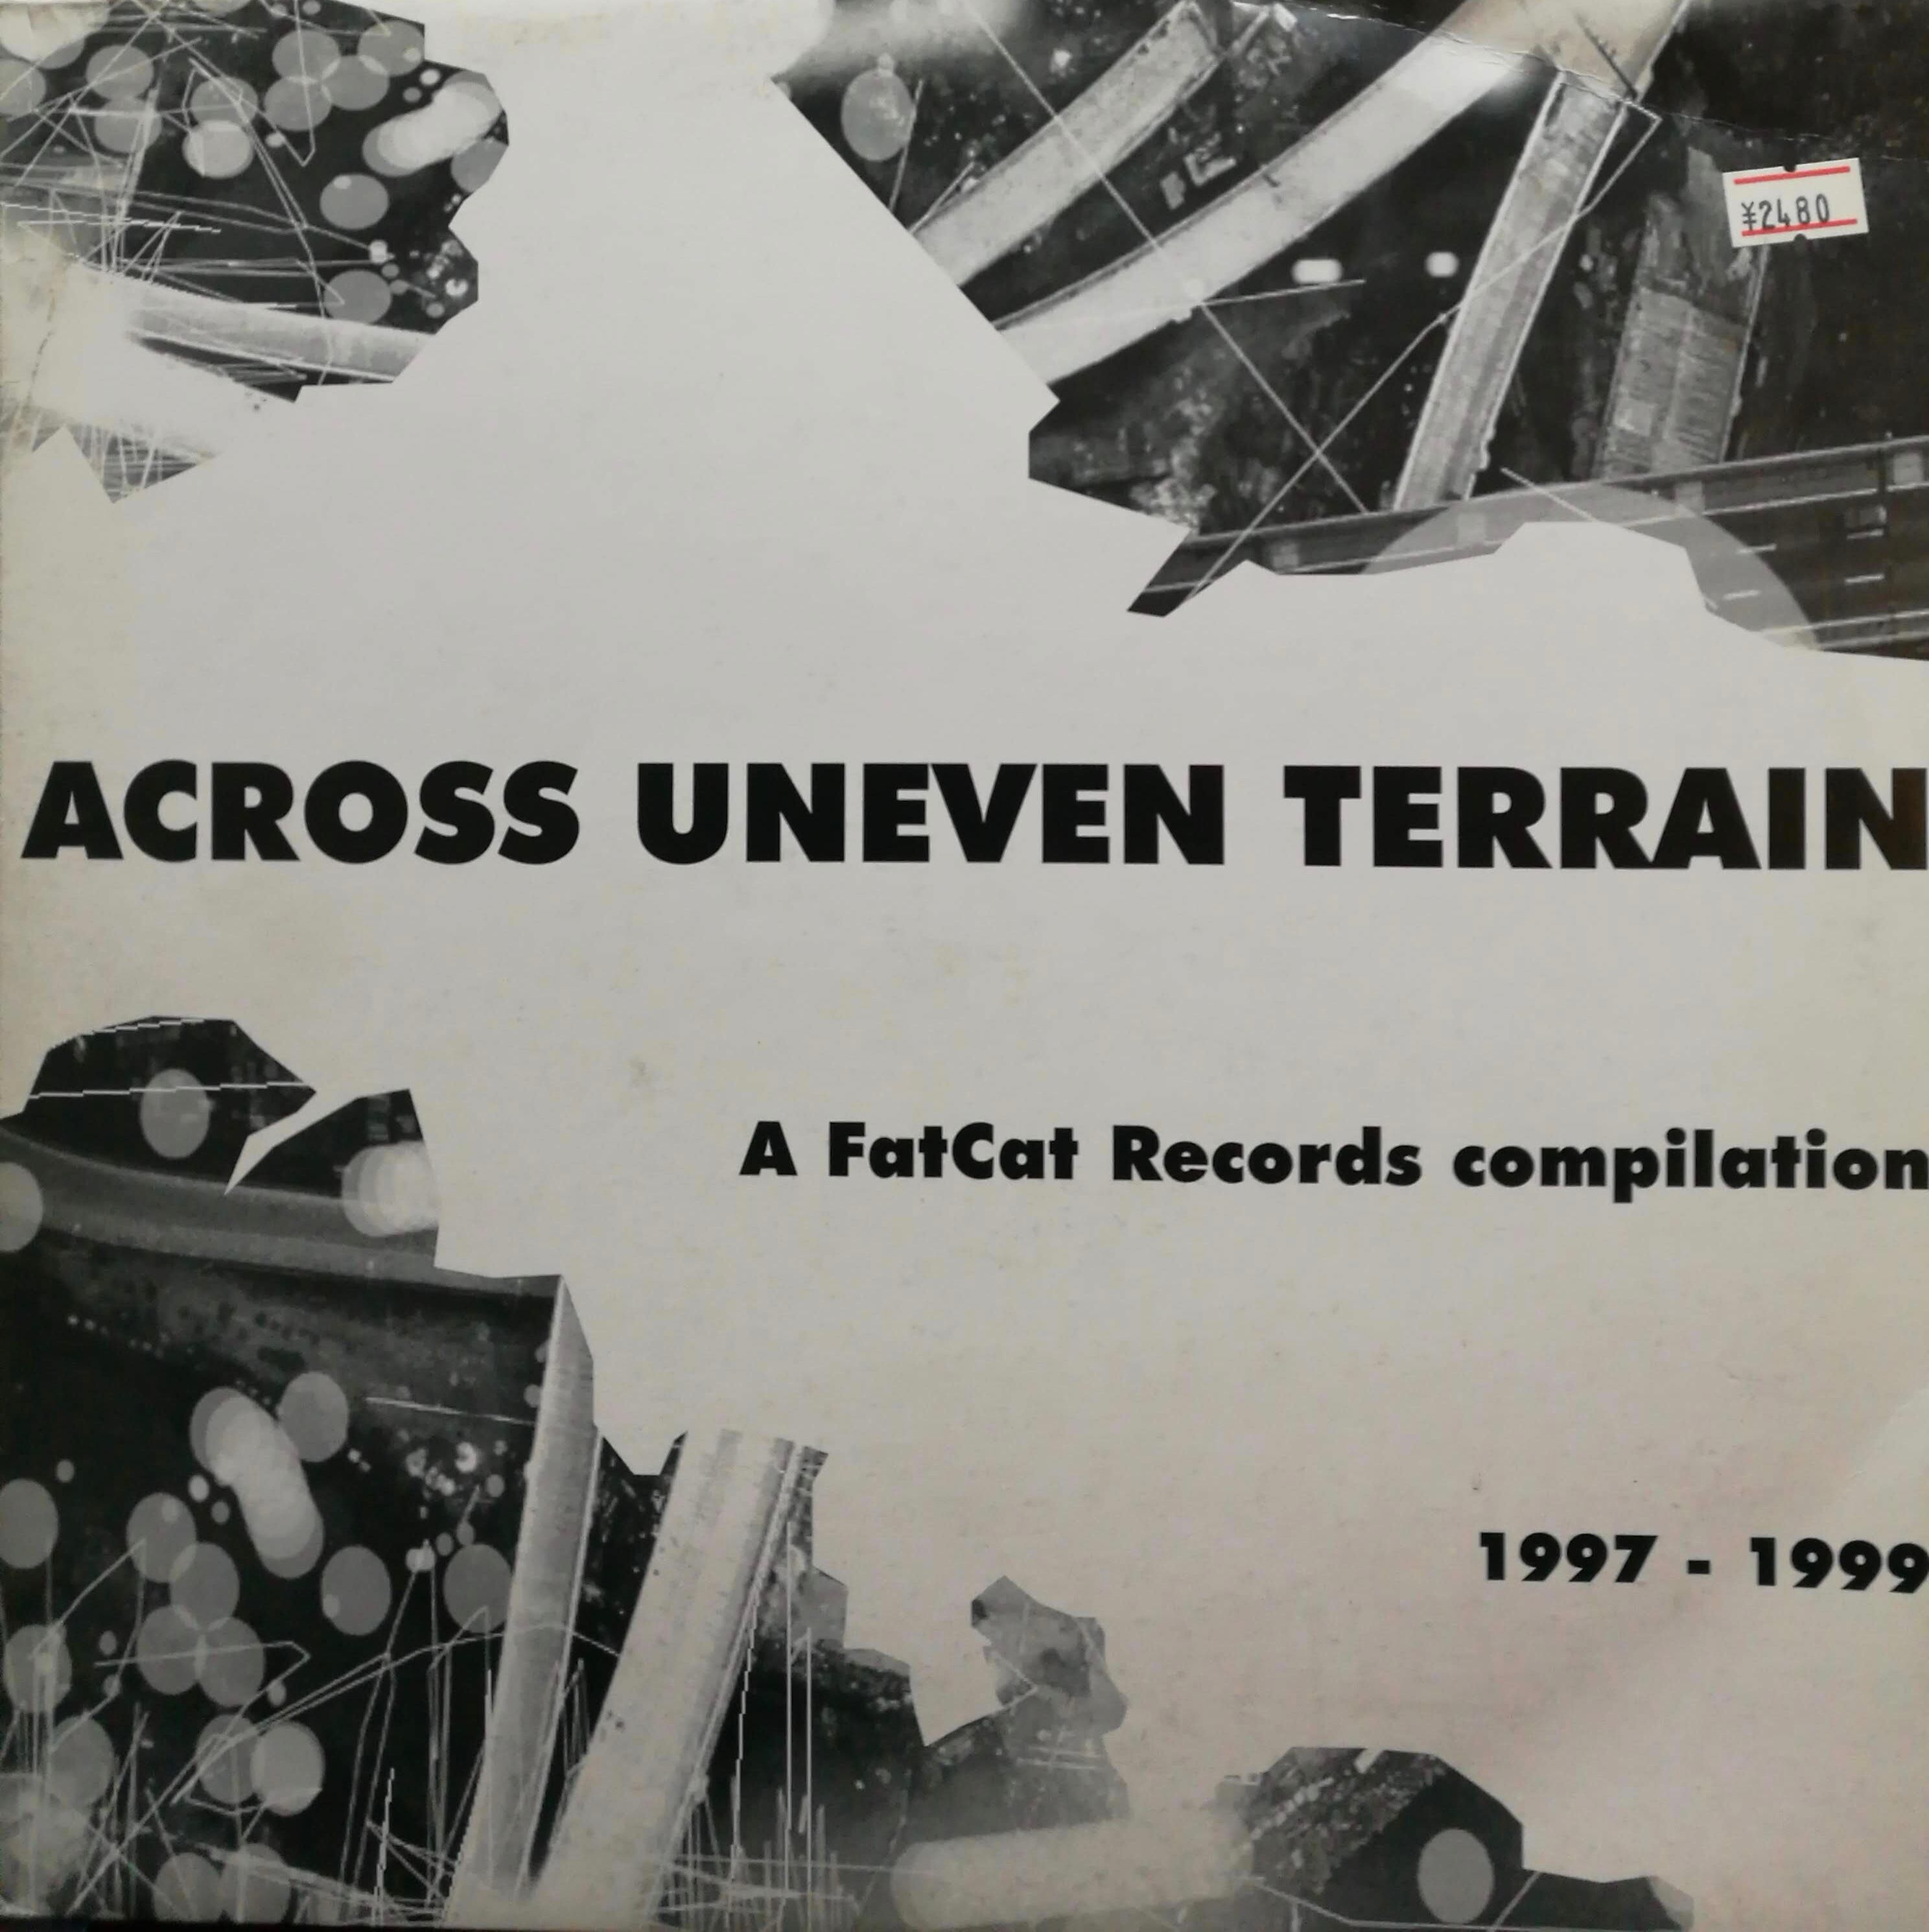 ¥2480
ACROSS UNEVEN TERRAIN
A FatCat Records compilation
1997 - 1999